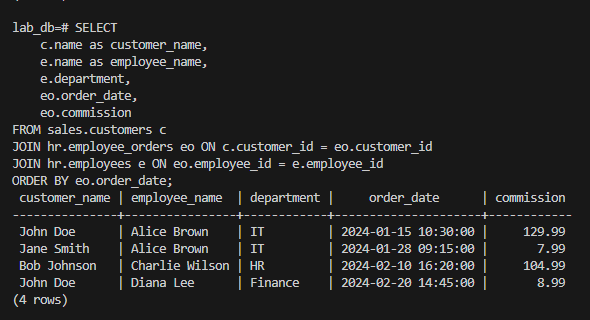 lab_db=# SELECT
    c.name as customer_name,
    e.name as employee_name,
    e.department,
    eo.order_date,
    eo.commission
FROM sales.customers c
JOIN hr.employee_orders eo ON c.customer_id = eo.customer_id
JOIN hr.employees e ON eo.employee_id = e.employee_id
ORDER BY eo.order_date;
 customer_name | employee_name  | department |     order_date      | commission
---------------+----------------+------------+---------------------+------------
 John Doe      | Alice Brown    | IT         | 2024-01-15 10:30:00 |     129.99
 Jane Smith    | Alice Brown    | IT         | 2024-01-28 09:15:00 |       7.99
 Bob Johnson   | Charlie Wilson | HR         | 2024-02-10 16:20:00 |     104.99
 John Doe      | Diana Lee      | Finance    | 2024-02-20 14:45:00 |       8.99
(4 rows)